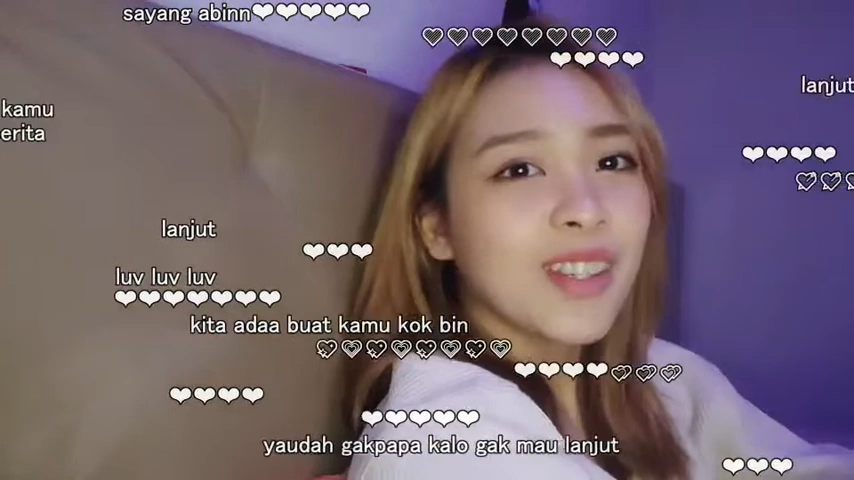 sayang abinn❤❤❤❤❤
♡♡♡♡♡♡♡♡
❤❤❤❤
lanjut
kamu
erita
❤❤❤❤
💘💘💘
lanjut
❤❤❤
luv luv luv
❤❤❤❤❤❤❤
kita adaa buat kamu kok bin
💖💗💖💗💖💗💖💗
❤❤❤❤💞💞💞
❤❤❤❤
❤❤❤❤❤
yaudah gakpapa kalo gak mau lanjut
❤❤❤